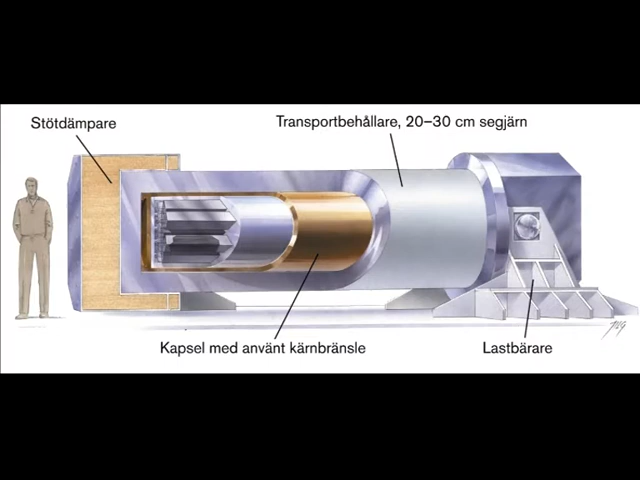 Stötdämpare
Transportbehållare, 20–30 cm segjärn
Kapsel med använt kärnbränsle
Lastbärare